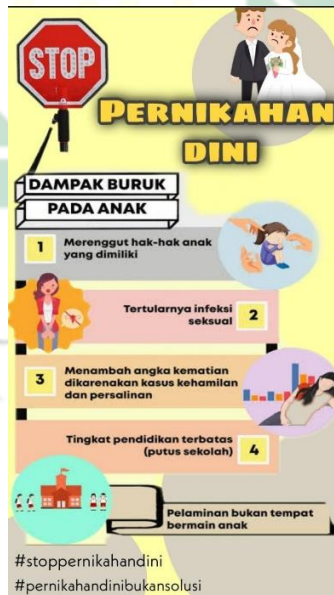 STOP
PERNIKAHAN
DINI
DAMPAK BURUK
PADA ANAK
1
Merenggut hak-hak anak
yang dimiliki
Tertularnya infeksi
seksual
2
3
Menambah angka kematian
dikarenakan kasus kehamilan
dan persalinan
Tingkat pendidikan terbatas
(putus sekolah)
4
Pelaminan bukan tempat
bermain anak
#stoppernikahandini
#pernikahandinibukansolusi